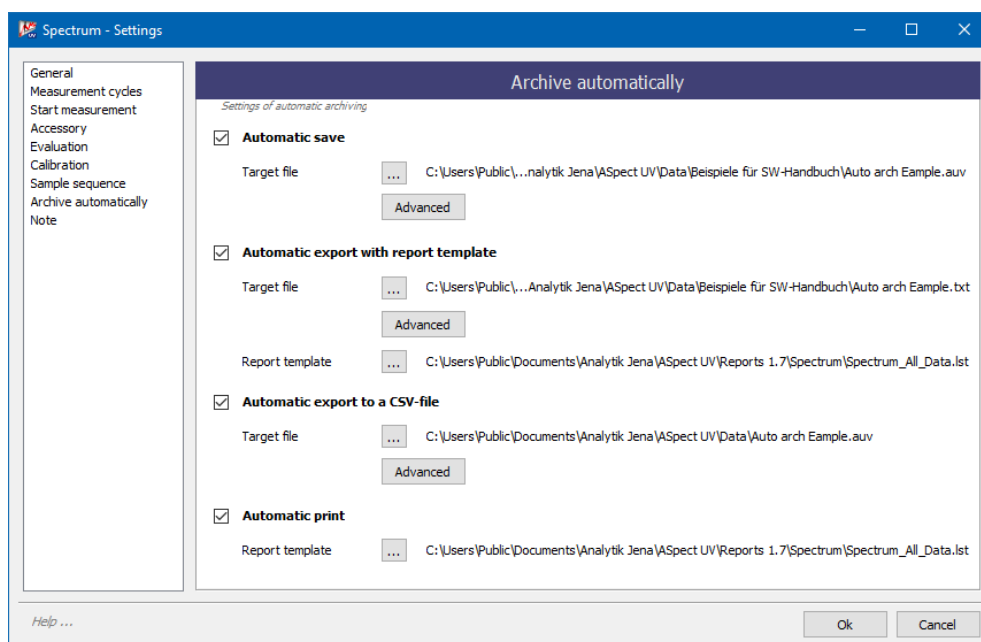 Spectrum - Settings
General
Measurement cycles
Start measurement
Accessory
Evaluation
Calibration
Sample sequence
Archive automatically
Note
Archive automatically
Settings of automatic archiving
Automatic save
Target file ... C:\Users\Public\...nalytik Jena\ASpect UV\Data\Beispiele für SW-Handbuch\Auto arch Eample.auv
Advanced
Automatic export with report template
Target file ... C:\Users\Public\...Analytik Jena\ASpect UV\Data\Beispiele für SW-Handbuch\Auto arch Eample.txt
Advanced
Report template ... C:\Users\Public\Documents\Analytik Jena\ASpect UV\Reports 1.7\Spectrum\Spectrum_All_Data.lst
Automatic export to a CSV-file
Target file ... C:\Users\Public\Documents\Analytik Jena\ASpect UV\Data\Auto arch Eample.auv
Advanced
Automatic print
Report template ... C:\Users\Public\Documents\Analytik Jena\ASpect UV\Reports 1.7\Spectrum\Spectrum_All_Data.lst
Help ...
Ok Cancel